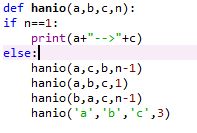 def hanio(a,b,c,n):
if n==1:
    print(a+"-->"+c)
else:
    hanio(a,c,b,n-1)
    hanio(a,b,c,1)
    hanio(b,a,c,n-1)
    hanio('a','b','c',3)